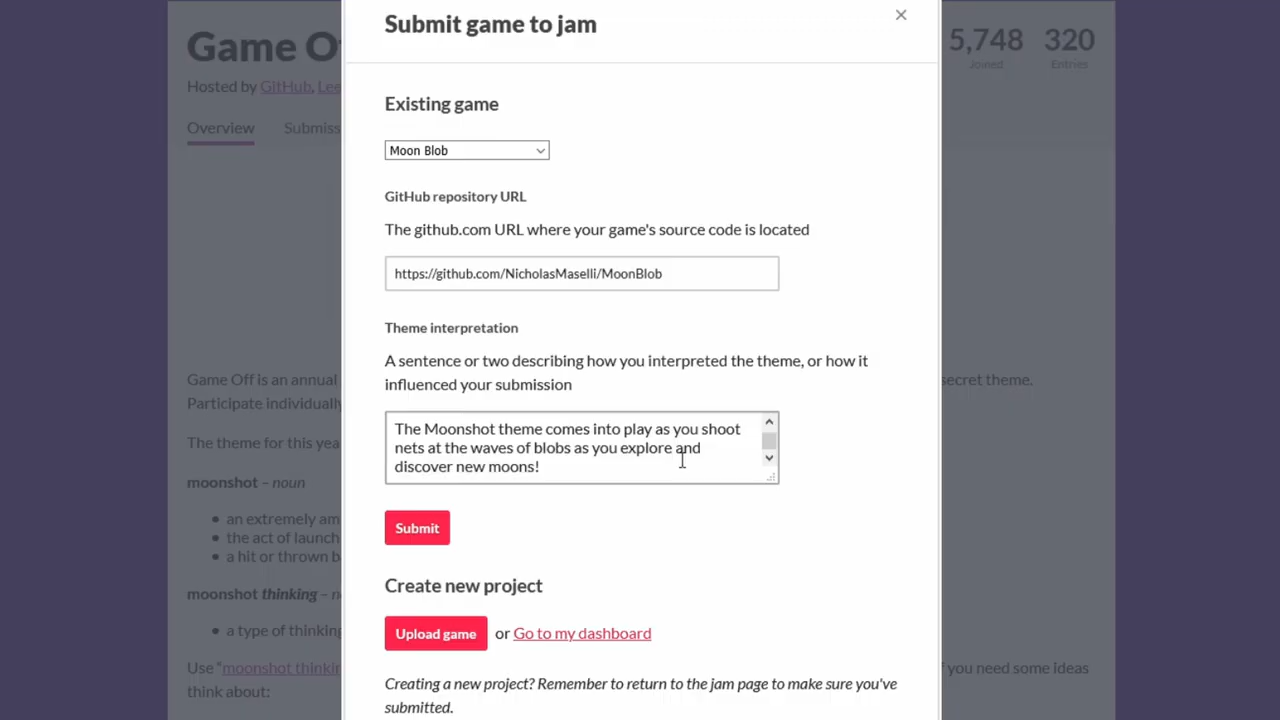 Submit game to jam
×
Game O
5,748
320
Hosted by GitHub, Lee
Joined
Entries
Overview
Submiss
Existing game
Moon Blob
GitHub repository URL
The github.com URL where your game's source code is located
https://github.com/NicholasMaselli/MoonBlob
Theme interpretation
A sentence or two describing how you interpreted the theme, or how it
influenced your submission
Game Off is an annual
secret theme.
Participate individually
The Moonshot theme comes into play as you shoot
nets at the waves of blobs as you explore and
discover new moons!
The theme for this yea
moonshot – noun
an extremely am
the act of launch
a hit or thrown b
Submit
Create new project
moonshot thinking – n
a type of thinking
Upload game or Go to my dashboard
Use "moonshot thinkin
f you need some ideas
think about:
Creating a new project? Remember to return to the jam page to make sure you've
submitted.